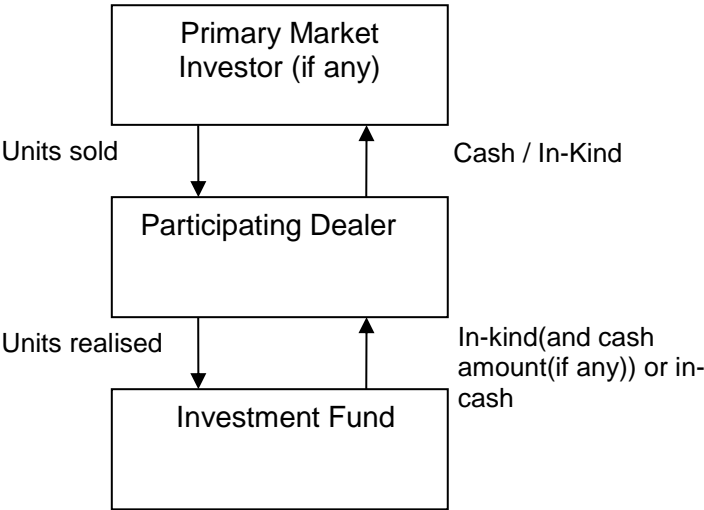 Primary Market
Investor (if any)
Units sold
Cash / In-Kind
Participating Dealer
Units realised
In-kind(and cash
amount(if any)) or in-
cash
Investment Fund